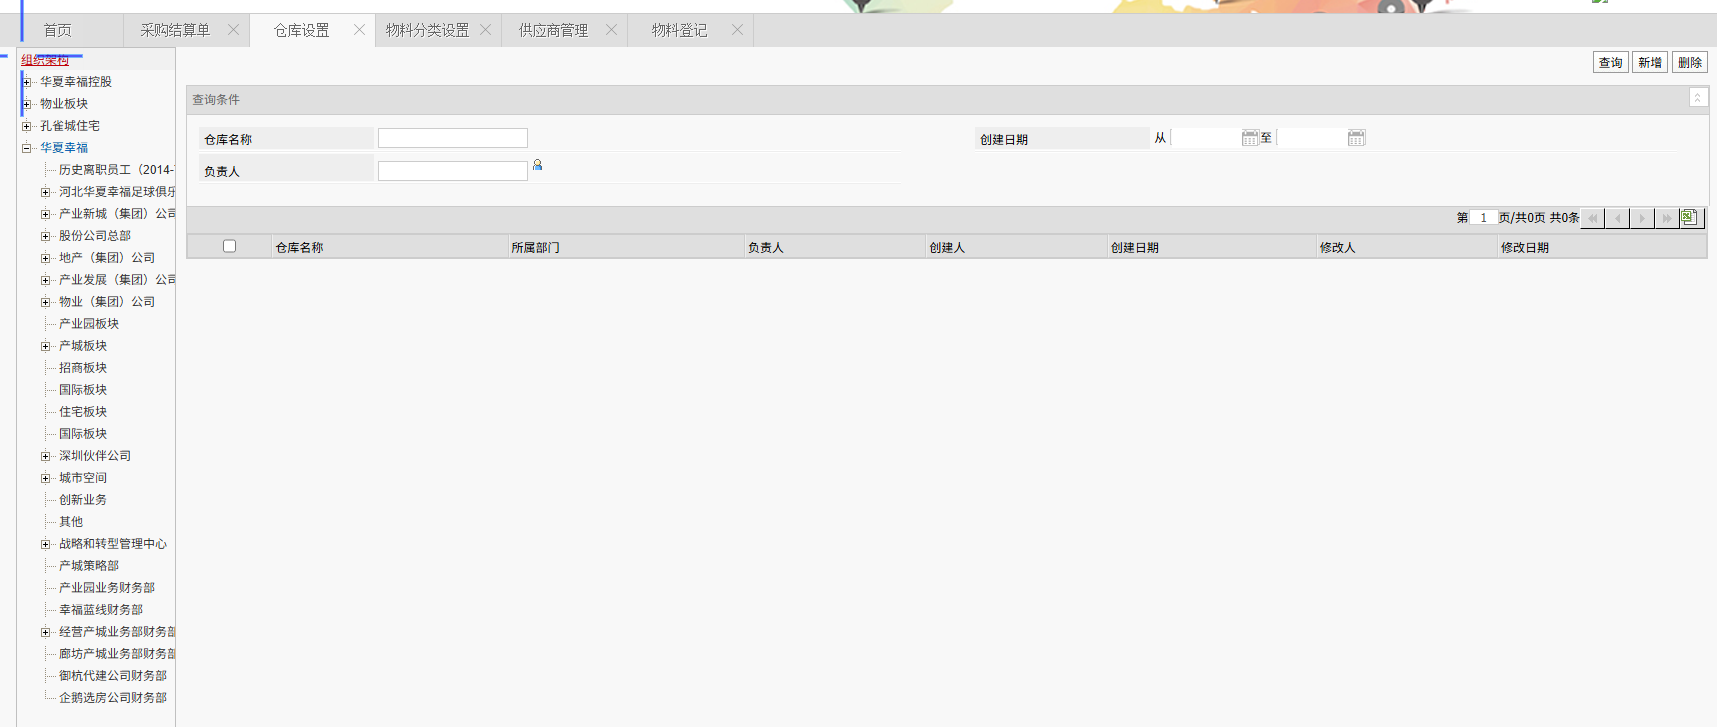 首页 采购结算单 仓库设置 物料分类设置 供应商管理 物料登记
组织架构
查询 新增 删除
华夏幸福控股
物业板块
孔雀城住宅
华夏幸福
历史离职员工（2014-
河北华夏幸福足球俱乐
产业新城（集团）公司
股份公司总部
地产（集团）公司
产业发展（集团）公司
物业（集团）公司
产业园板块
产城板块
招商板块
国际板块
住宅板块
国际板块
深圳伙伴公司
城市空间
创新业务
其他
战略和转型管理中心
产城策略部
产业园业务财务部
幸福蓝线财务部
经营产城业务部财务部
廊坊产城业务部财务部
御杭代建公司财务部
企鹅选房公司财务部
查询条件
仓库名称 创建日期 从 至
负责人
第 1 页/共0页 共0条
仓库名称 所属部门 负责人 创建人 创建日期 修改人 修改日期